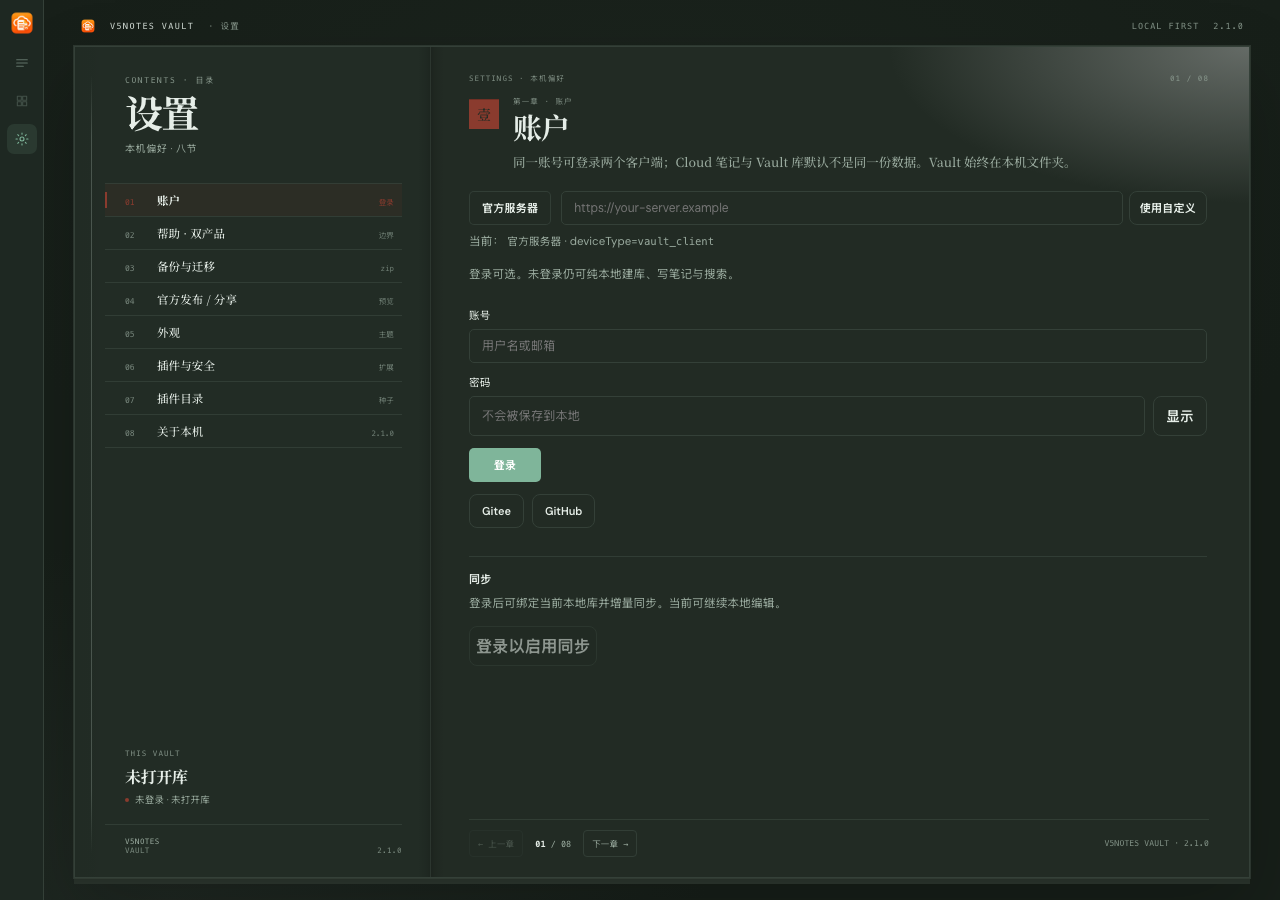 V5NOTES VAULT · 设置
LOCAL FIRST 2.1.0
CONTENTS · 目录
设置
本机偏好 · 八节
01 账户 登录
02 帮助 · 双产品 边界
03 备份与迁移 zip
04 官方发布 / 分享 预览
05 外观 主题
06 插件与安全 扩展
07 插件目录 种子
08 关于本机 2.1.0
THIS VAULT
未打开库
未登录 · 未打开库
V5NOTES
VAULT
2.1.0
SETTINGS · 本机偏好
01 / 08
壹
第一章 · 账户
账户
同一账号可登录两个客户端；Cloud 笔记与 Vault 库默认不是同一份数据。Vault 始终在本机文件夹。
官方服务器
https://your-server.example
使用自定义
当前： 官方服务器 · deviceType=vault_client
登录可选。未登录仍可纯本地建库、写笔记与搜索。
账号
用户名或邮箱
密码
不会被保存到本地
显示
登录
Gitee
GitHub
同步
登录后可绑定当前本地库并增量同步。当前可继续本地编辑。
登录以启用同步
← 上一章
01 / 08
下一章 →
V5NOTES VAULT · 2.1.0